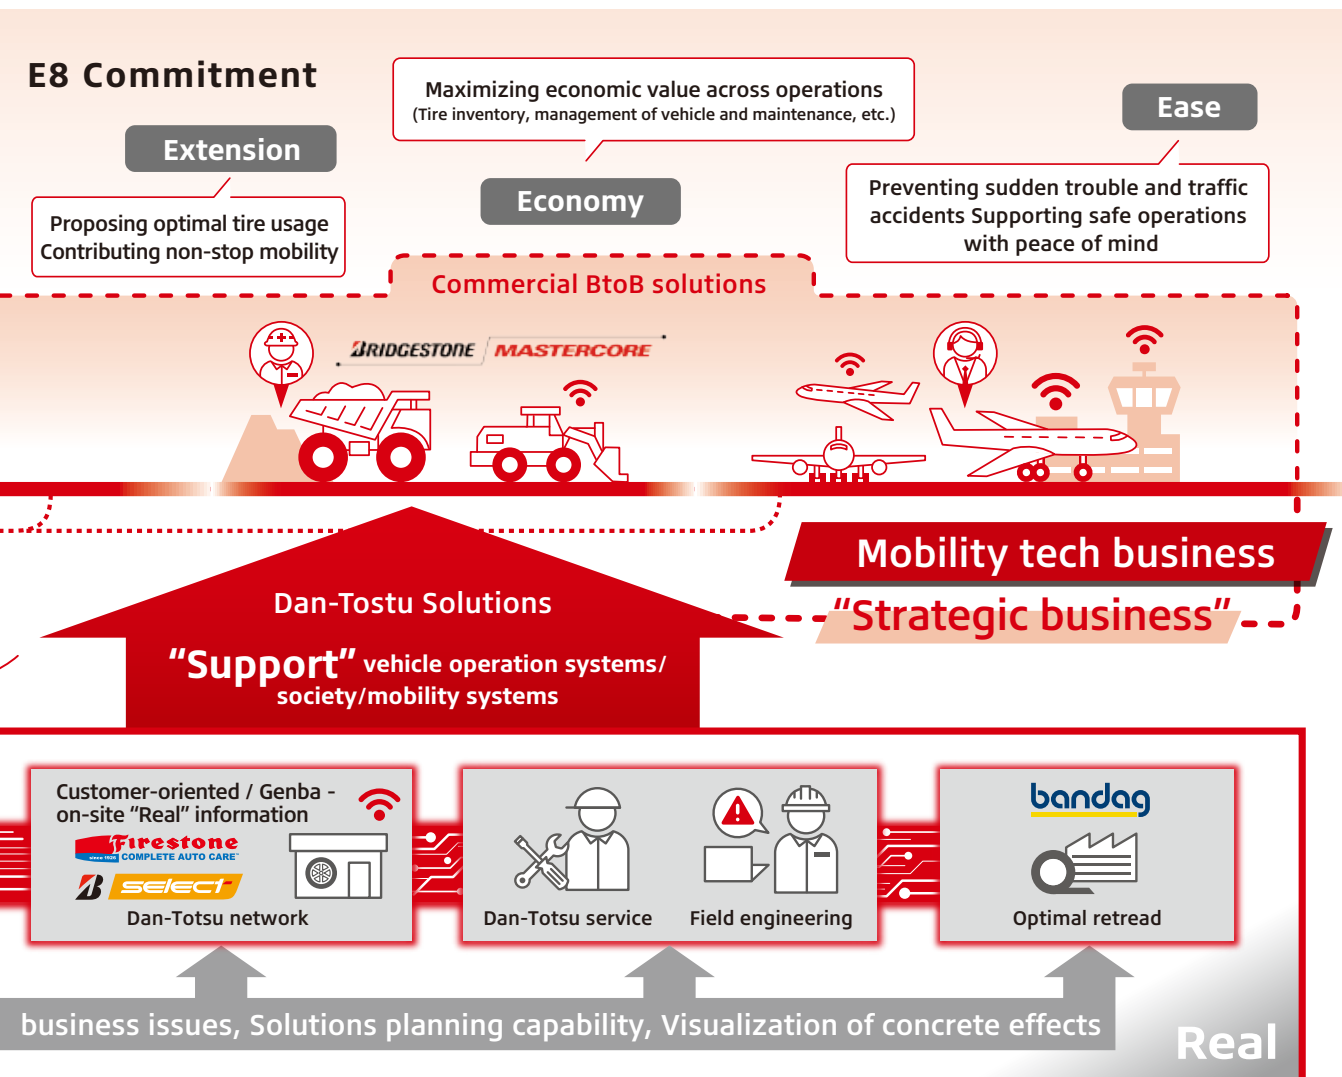 E8 Commitment
Extension
Proposing optimal tire usage
Contributing non-stop mobility
Maximizing economic value across operations
(Tire inventory, management of vehicle and maintenance, etc.)
Economy
Ease
Preventing sudden trouble and traffic
accidents Supporting safe operations
with peace of mind
Commercial BtoB solutions
BRIDGESTONE MASTERCORE
Mobility tech business
“Strategic business”
Dan-Tostu Solutions
“Support” vehicle operation systems/
society/mobility systems
Customer-oriented / Genba -
on-site “Real” information
Firestone
since 1926 COMPLETE AUTO CARE™
B select
Dan-Totsu network
Dan-Totsu service
Field engineering
bandag
Optimal retread
business issues, Solutions planning capability, Visualization of concrete effects
Real